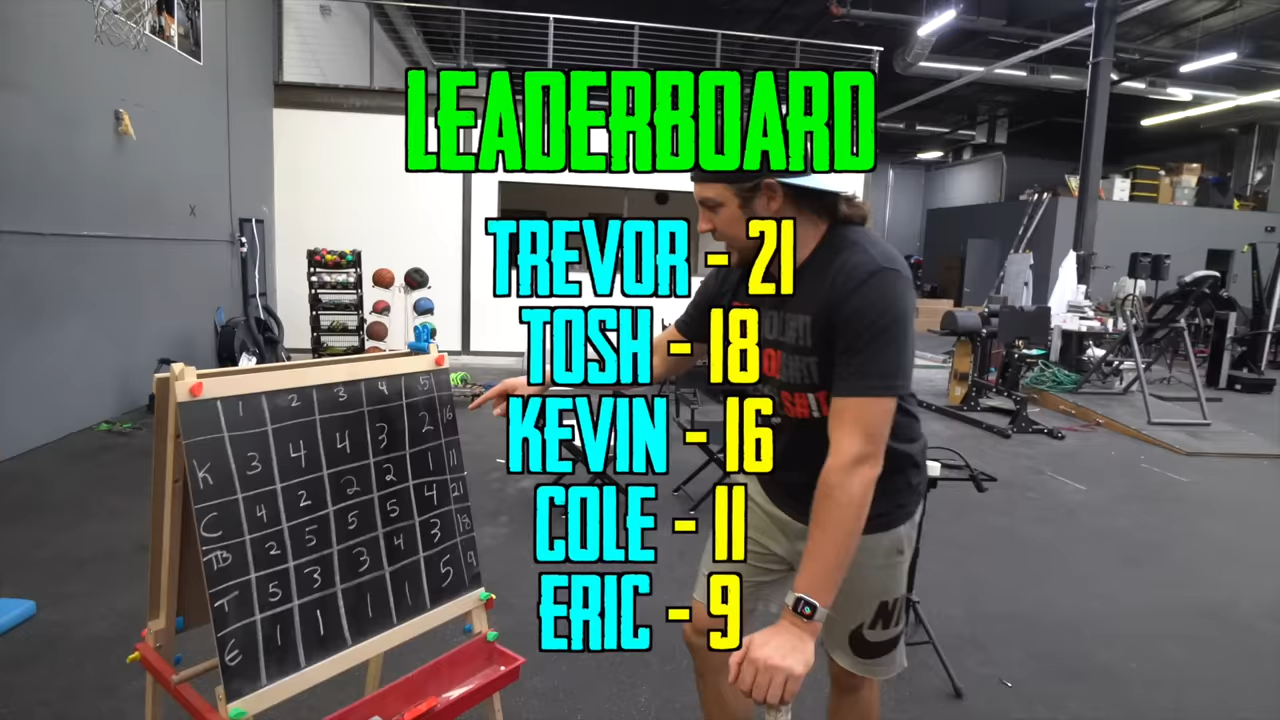 LEADERBOARD
TREVOR - 21
TOSH - 18
KEVIN - 16
COLE - 11
ERIC - 9
X
1 2 3 4 5
K 3 4 4 3 2 16
C 4 2 2 2 1 11
TB 2 5 5 5 4 21
T 5 3 3 4 3 18
E 1 1 1 1 5 9
SH!T